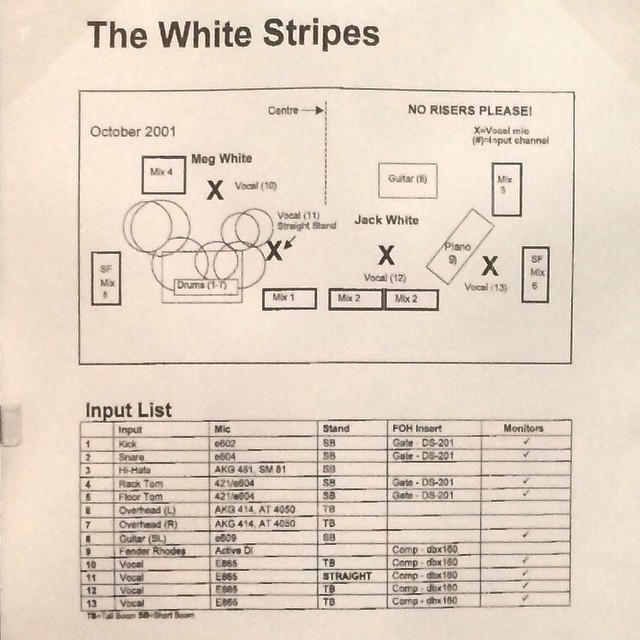 The White Stripes
Centre
NO RISERS PLEASE!
October 2001
X=Vocal mic
(#)=Input channel
Meg White
Mix 4
X
Vocal (10)
Guitar (8)
Mix
3
Vocal (11)
Straight Stand
X
Jack White
X
Vocal (12)
Piano
9)
X
Vocal (13)
SF
Mix
5
Drums (1-7)
Mix 1
Mix 2
Mix 2
SF
Mix
6
Input List
Input Mic Stand FOH Insert Monitors
1 Kick e602 SB Gate - DS-201 ✓
2 Snare e604 SB Gate - DS-201 ✓
3 Hi-Hats AKG 451, SM 81 SB
4 Rack Tom 421/e604 SB Gate - DS-201 ✓
5 Floor Tom 421/e604 SB Gate - DS-201 ✓
6 Overhead (L) AKG 414, AT 4050 TB
7 Overhead (R) AKG 414, AT 4050 TB
8 Guitar (SL) e609 SB ✓
9 Fender Rhodes Active DI Comp - dbx160
10 Vocal E865 TB Comp - dbx160 ✓
11 Vocal E865 STRAIGHT Comp - dbx160 ✓
12 Vocal E865 TB Comp - dbx160 ✓
13 Vocal E865 TB Comp - dbx160 ✓
TB=Tall Boom SB=Short Boom